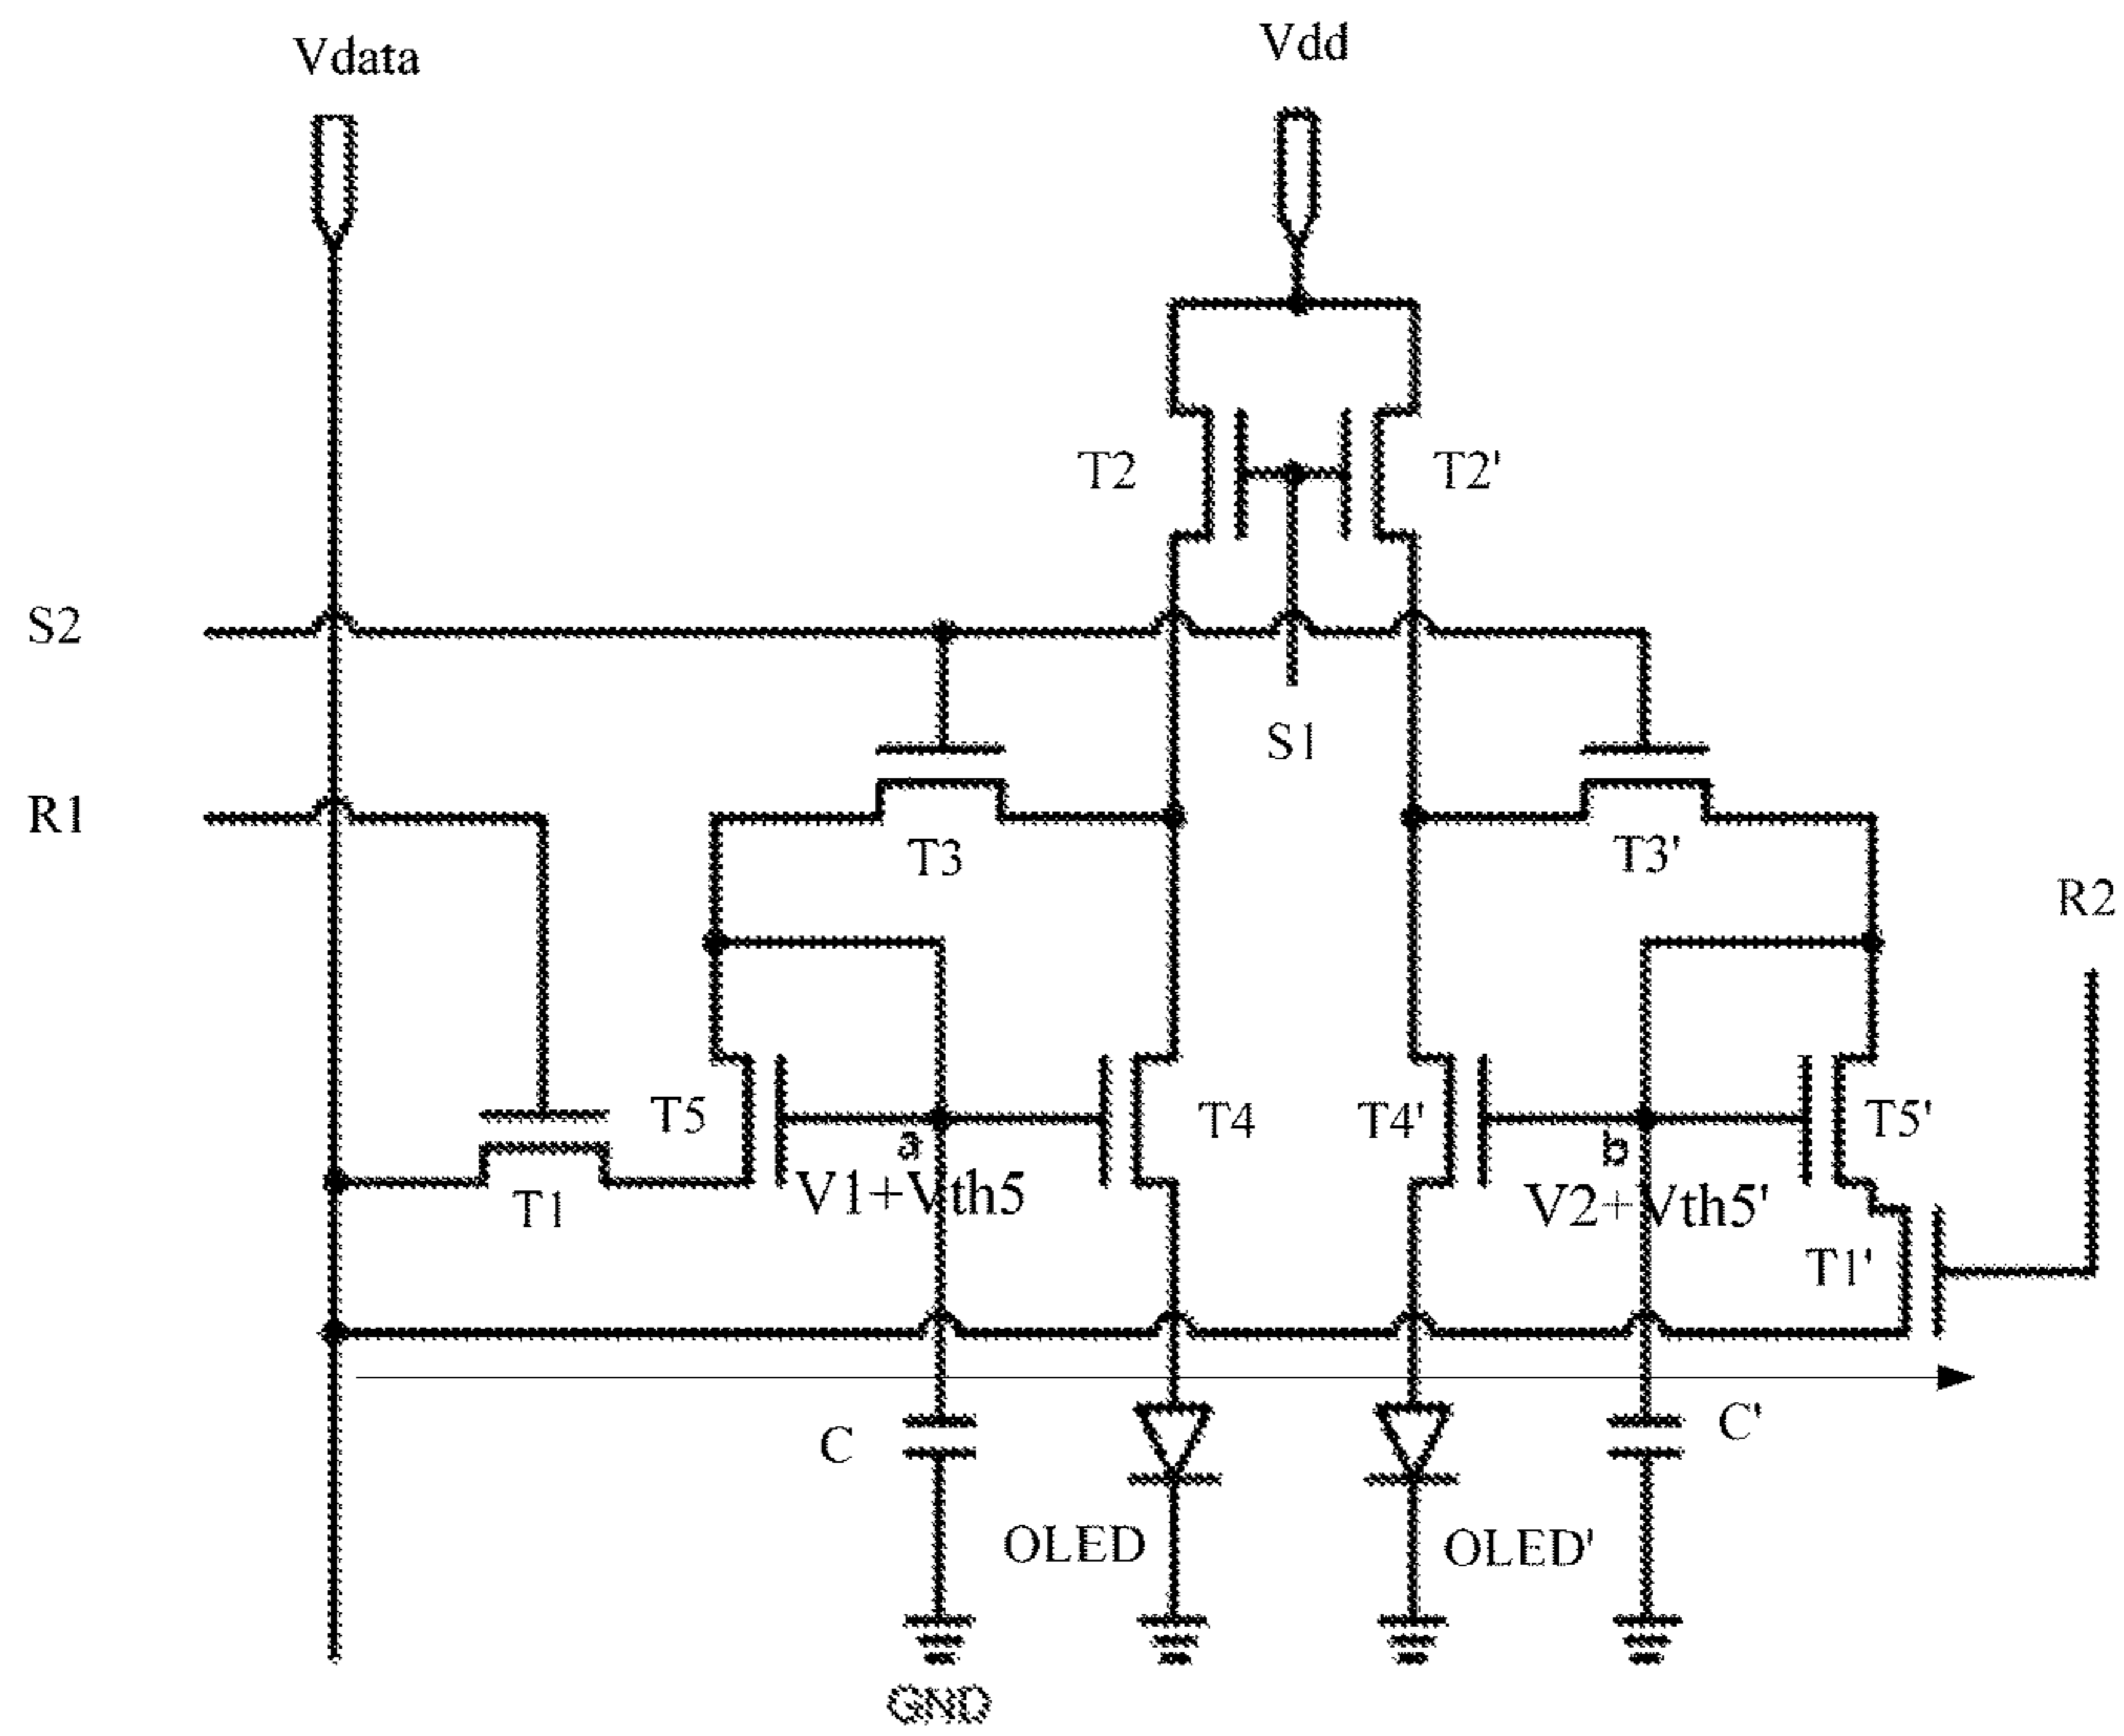 Vdata
Vdd
T2
T2'
S2
S1
R1
T3
T3'
R2
T5
a
T4
T4'
b
T5'
V1+Vth5
V2+Vth5'
T1
T1'
C
C'
OLED
OLED'
GND